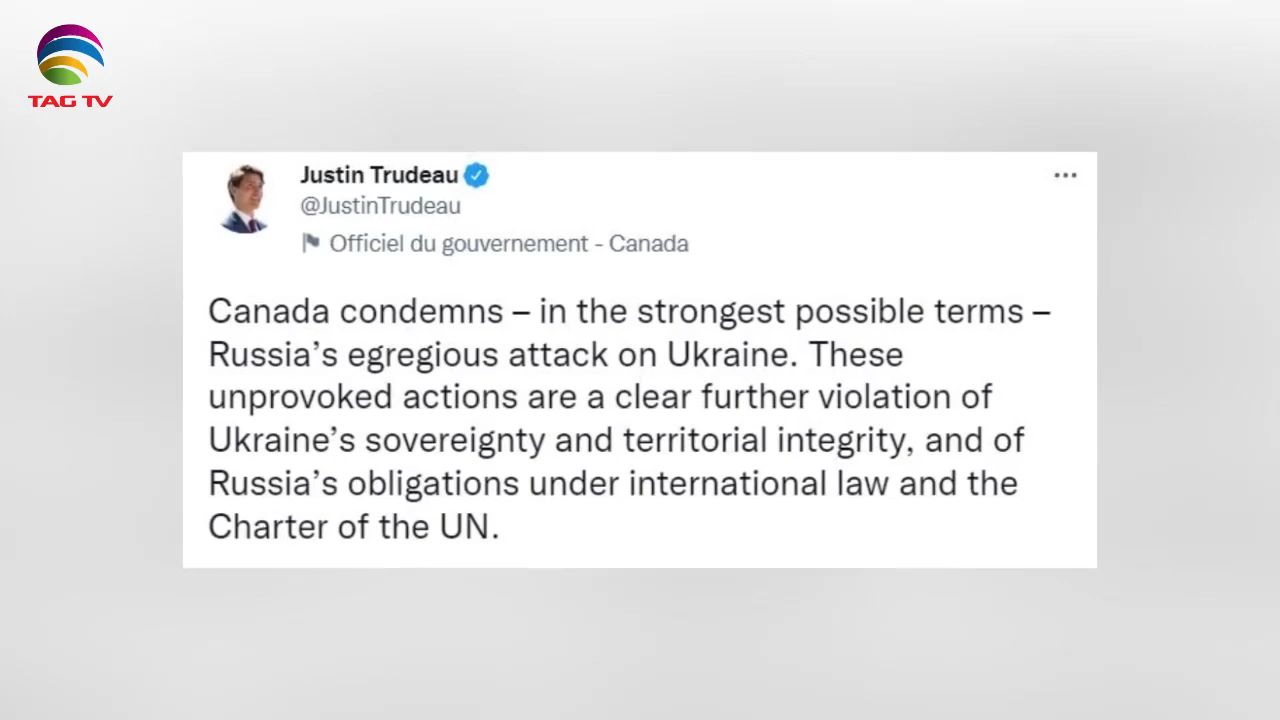 TAG TV
Justin Trudeau
@JustinTrudeau
Officiel du gouvernement - Canada
Canada condemns – in the strongest possible terms –
Russia’s egregious attack on Ukraine. These
unprovoked actions are a clear further violation of
Ukraine’s sovereignty and territorial integrity, and of
Russia’s obligations under international law and the
Charter of the UN.